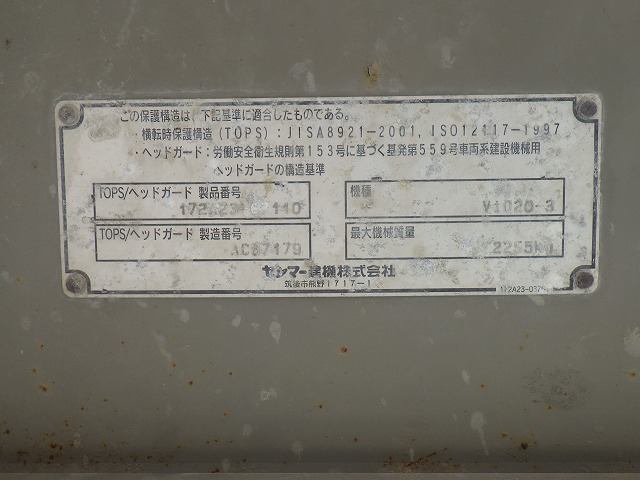 この保護構造は、下記基準に適合したものである。
・横転時保護構造(TOPS):JISA8921-2001, ISO12117-1997
・ヘッドガード:労働安全衛生規則第153号に基づく基発第559号車両系建設機械用
ヘッドガードの構造基準
TOPS/ヘッドガード 製品番号
機種
ViO20-3
TOPS/ヘッドガード 製造番号
AC87179
最大機械質量
2255kg
ヤンマー建機株式会社
筑後市熊野1717-1